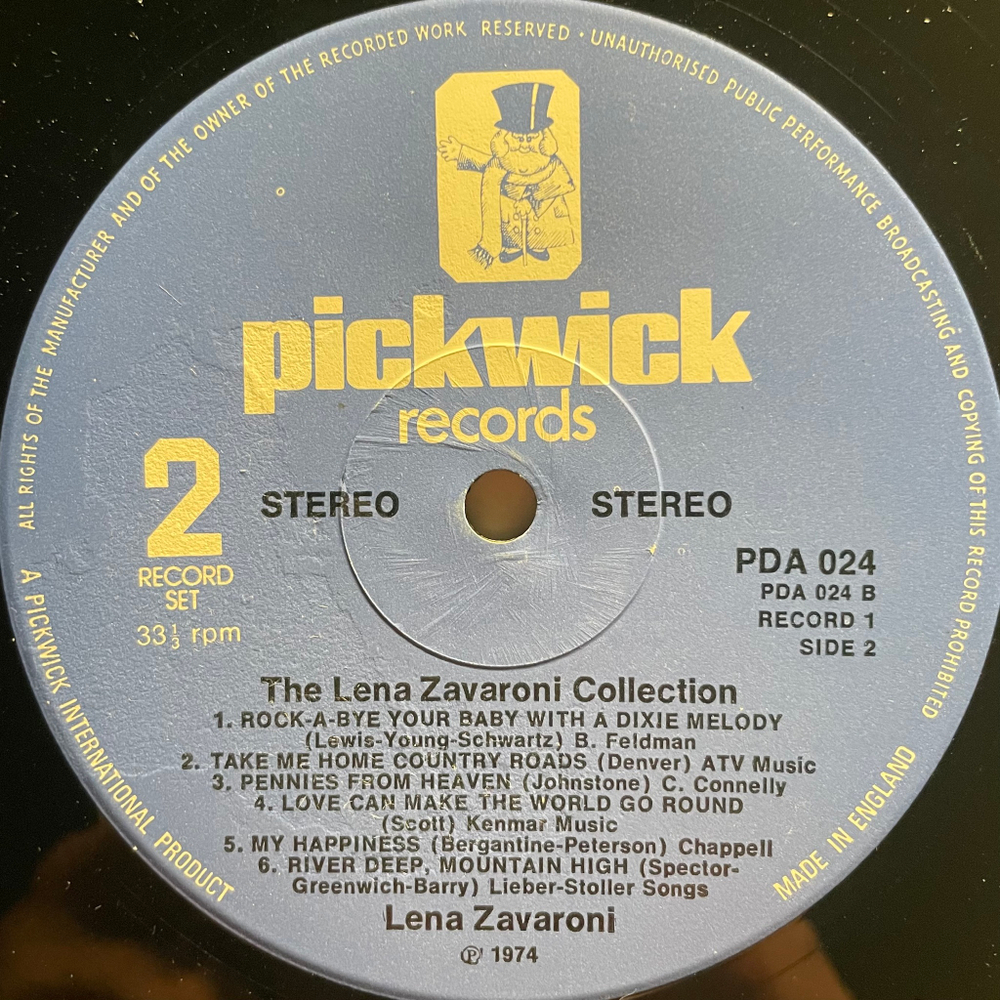 ALL RIGHTS OF THE MANUFACTURER AND OF THE OWNER OF THE RECORDED WORK RESERVED · UNAUTHORISED PUBLIC PERFORMANCE BROADCASTING AND COPYING OF THIS RECORD PROHIBITED
pickwick
records
2
RECORD
SET
33⅓ rpm
STEREO
STEREO
PDA 024
PDA 024 B
RECORD 1
SIDE 2
The Lena Zavaroni Collection
1. ROCK-A-BYE YOUR BABY WITH A DIXIE MELODY
(Lewis-Young-Schwartz) B. Feldman
2. TAKE ME HOME COUNTRY ROADS (Denver) ATV Music
3. PENNIES FROM HEAVEN (Johnstone) C. Connelly
4. LOVE CAN MAKE THE WORLD GO ROUND
(Scott) Kenmar Music
5. MY HAPPINESS (Bergantine-Peterson) Chappell
6. RIVER DEEP, MOUNTAIN HIGH (Spector-
Greenwich-Barry) Lieber-Stoller Songs
Lena Zavaroni
℗ 1974
A PICKWICK INTERNATIONAL PRODUCT
MADE IN ENGLAND